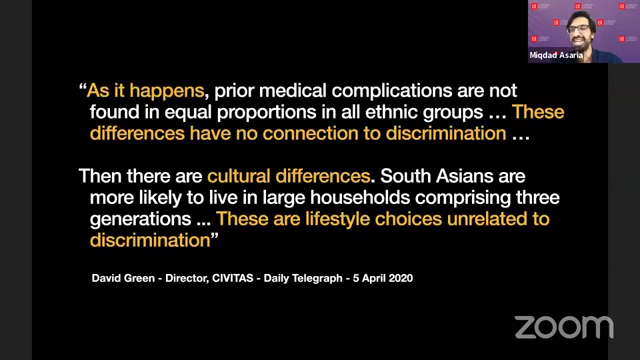 Miqdad Asaria
“As it happens, prior medical complications are not
found in equal proportions in all ethnic groups … These
differences have no connection to discrimination …
Then there are cultural differences. South Asians are
more likely to live in large households comprising three
generations ... These are lifestyle choices unrelated to
discrimination”
David Green - Director, CIVITAS - Daily Telegraph - 5 April 2020
zoom